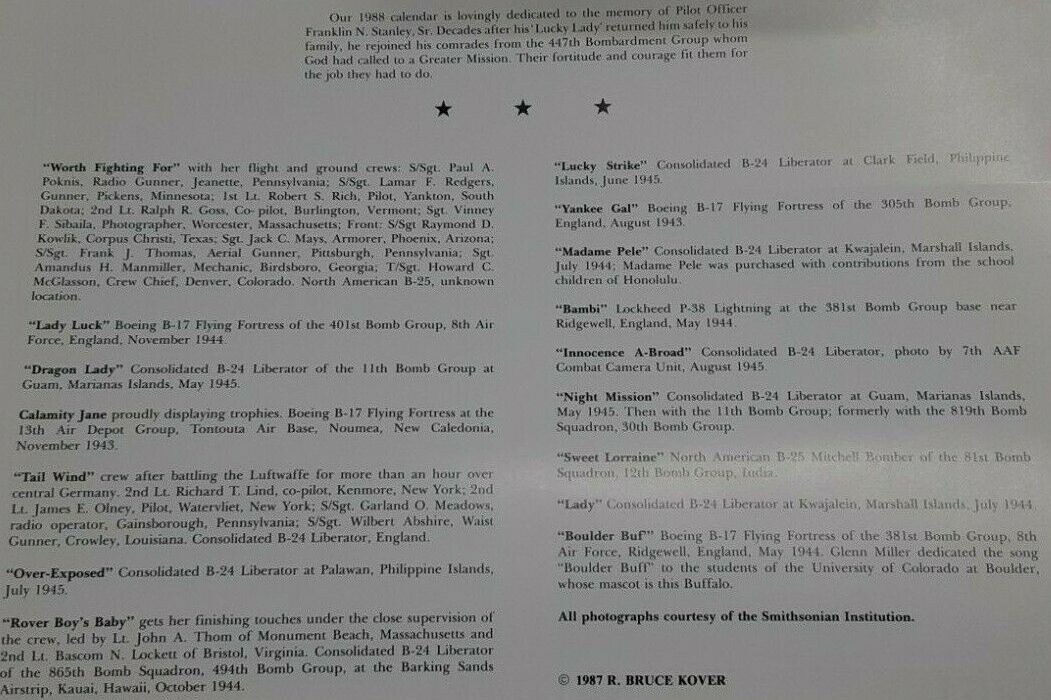 Our 1988 calendar is lovingly dedicated to the memory of Pilot Officer
Franklin N. Stanley, Sr. Decades after his 'Lucky Lady' returned him safely to his
family, he rejoined his comrades from the 447th Bombardment Group whom
God had called to a Greater Mission. Their fortitude and courage fit them for
the job they had to do.
★ ★ ★
"Worth Fighting For" with her flight and ground crews: S/Sgt. Paul A.
Poknis, Radio Gunner, Jeanette, Pennsylvania; S/Sgt. Lamar F. Redgers,
Gunner, Pickens, Minnesota; 1st Lt. Robert S. Rich, Pilot, Yankton, South
Dakota; 2nd Lt. Ralph R. Goss, Co-pilot, Burlington, Vermont; Sgt. Vinney
F. Sibaila, Photographer, Worcester, Massachusetts; Front: S/Sgt Raymond D.
Kowlik, Corpus Christi, Texas; Sgt. Jack C. Mays, Armorer, Phoenix, Arizona;
S/Sgt. Frank J. Thomas, Aerial Gunner, Pittsburgh, Pennsylvania; Sgt.
Amandus H. Manmiller, Mechanic, Birdsboro, Georgia; T/Sgt. Howard C.
McGlasson, Crew Chief, Denver, Colorado. North American B-25, unknown
location.
"Lady Luck" Boeing B-17 Flying Fortress of the 401st Bomb Group, 8th Air
Force, England, November 1944.
"Dragon Lady" Consolidated B-24 Liberator of the 11th Bomb Group at
Guam, Marianas Islands, May 1945.
Calamity Jane proudly displaying trophies. Boeing B-17 Flying Fortress at the
13th Air Depot Group, Tontouta Air Base, Noumea, New Caledonia,
November 1943.
"Tail Wind" crew after battling the Luftwaffe for more than an hour over
central Germany. 2nd Lt. Richard T. Lind, co-pilot, Kenmore, New York; 2nd
Lt. James E. Olney, Pilot, Watervliet, New York; S/Sgt. Garland O. Meadows,
radio operator, Gainsborough, Pennsylvania; S/Sgt. Wilbert Abshire, Waist
Gunner, Crowley, Louisiana. Consolidated B-24 Liberator, England.
"Over-Exposed" Consolidated B-24 Liberator at Palawan, Philippine Islands,
July 1945.
"Rover Boy's Baby" gets her finishing touches under the close supervision of
the crew, led by Lt. John A. Thom of Monument Beach, Massachusetts and
2nd Lt. Bascom N. Lockett of Bristol, Virginia. Consolidated B-24 Liberator
of the 865th Bomb Squadron, 494th Bomb Group, at the Barking Sands
Airstrip, Kauai, Hawaii, October 1944.
"Lucky Strike" Consolidated B-24 Liberator at Clark Field, Philippine
Islands, June 1945.
"Yankee Gal" Boeing B-17 Flying Fortress of the 305th Bomb Group,
England, August 1943.
"Madame Pele" Consolidated B-24 Liberator at Kwajalein, Marshall Islands,
July 1944; Madame Pele was purchased with contributions from the school
children of Honolulu.
"Bambi" Lockheed P-38 Lightning at the 381st Bomb Group base near
Ridgewell, England, May 1944.
"Innocence A-Broad" Consolidated B-24 Liberator, photo by 7th AAF
Combat Camera Unit, August 1945.
"Night Mission" Consolidated B-24 Liberator at Guam, Marianas Islands,
May 1945. Then with the 11th Bomb Group; formerly with the 819th Bomb
Squadron, 30th Bomb Group.
"Sweet Lorraine" North American B-25 Mitchell Bomber of the 81st Bomb
Squadron, 12th Bomb Group, India.
"Lady" Consolidated B-24 Liberator at Kwajalein, Marshall Islands, July 1944.
"Boulder Buf" Boeing B-17 Flying Fortress of the 381st Bomb Group, 8th
Air Force, Ridgewell, England, May 1944. Glenn Miller dedicated the song
"Boulder Buff" to the students of the University of Colorado at Boulder,
whose mascot is this Buffalo.
All photographs courtesy of the Smithsonian Institution.
© 1987 R. BRUCE KOVER